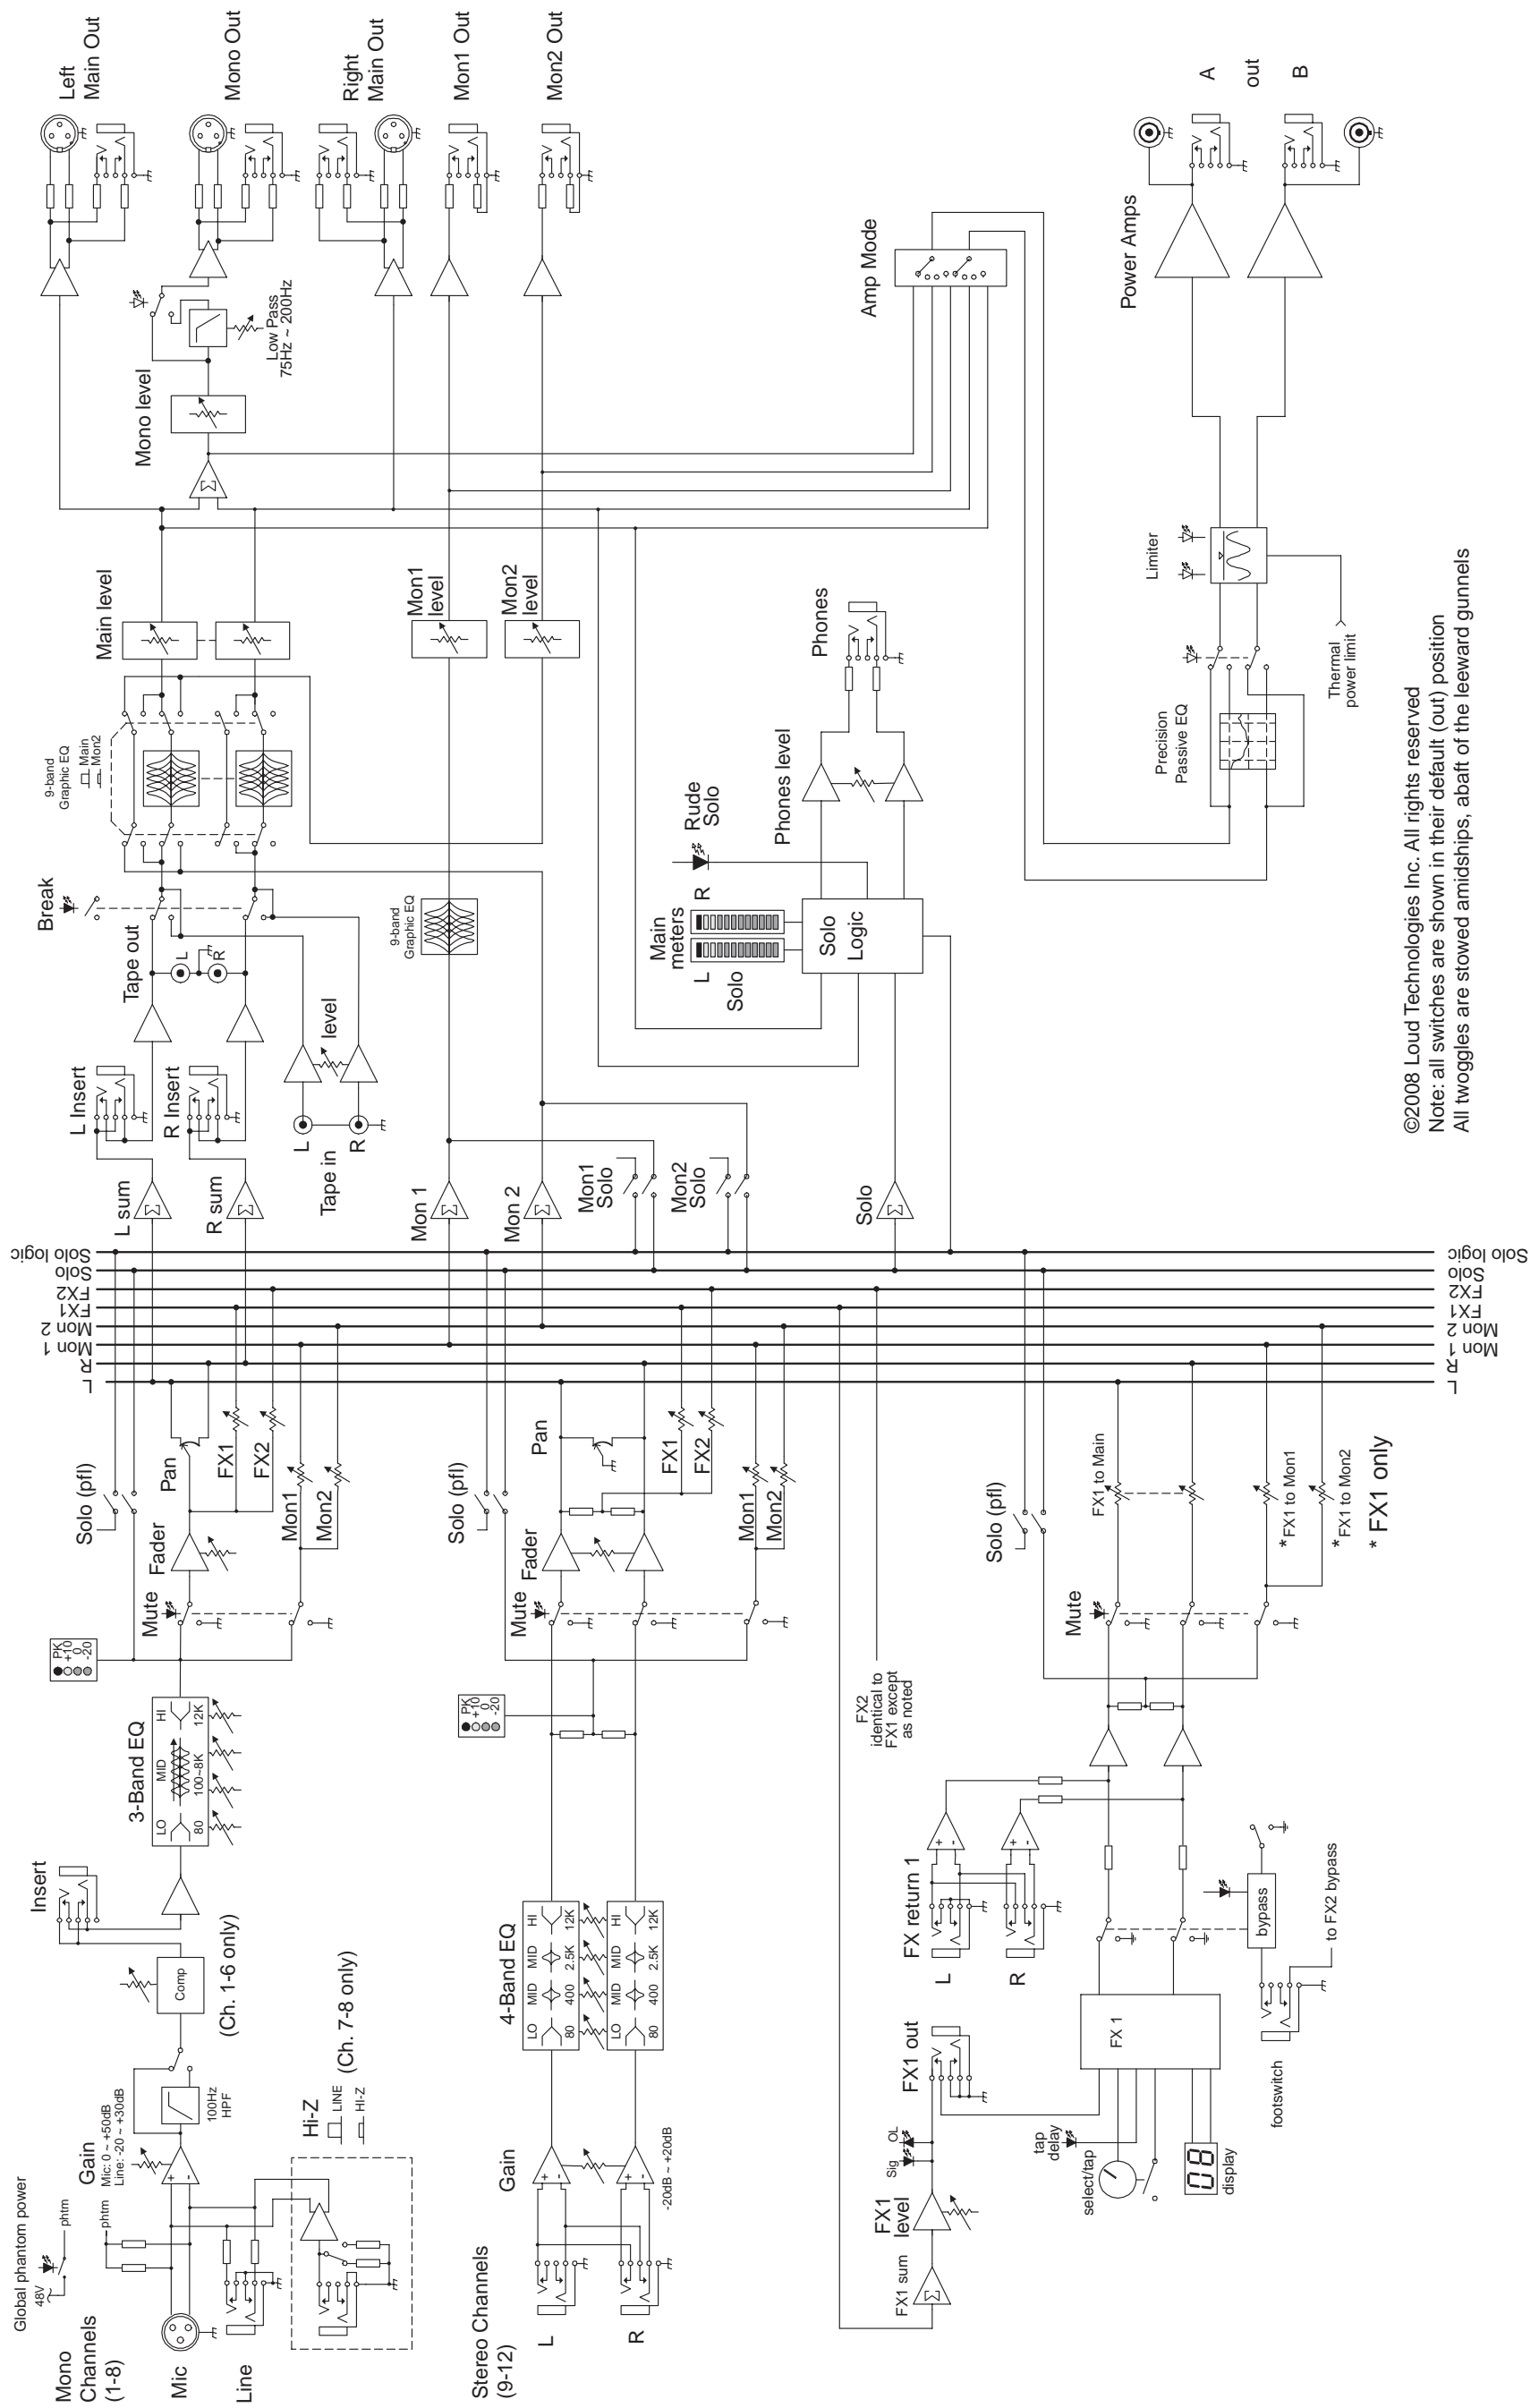 Global phantom power
48V
phtm
phtm
Mono
Channels
(1-8)
Mic
Line
Gain
Mic: 0 ~ +50dB
Line: -20 ~ +30dB
100Hz
HPF
Hi-Z
LINE
HI-Z
(Ch. 7-8 only)
Comp
(Ch. 1-6 only)
Insert
3-Band EQ
LO
MID
HI
80
100~8K
12K
PK
+10
0
-20
Mute
Fader
Solo (pfl)
Pan
FX1
FX2
Mon1
Mon2
Stereo Channels
(9-12)
L
R
Gain
-20dB ~ +20dB
4-Band EQ
LO
MID
MID
HI
80
400
2.5K
12K
LO
MID
MID
HI
80
400
2.5K
12K
PK
+10
0
-20
Mute
Fader
Solo (pfl)
Pan
FX1
FX2
Mon1
Mon2
FX1 sum
FX1
level
Sig
OL
FX1 out
tap
delay
select/tap
display
FX 1
FX return 1
L
R
footswitch
bypass
to FX2 bypass
FX2
identical to
FX1 except
as noted
Mute
Solo (pfl)
FX1 to Main
*FX1 to Mon1
*FX1 to Mon2
* FX1 only
L
R
Mon 1
Mon 2
FX1
FX2
Solo
Solo logic
L
R
Mon 1
Mon 2
FX1
FX2
Solo
Solo logic
L sum
R sum
L Insert
R Insert
Tape in
L
R
level
Tape out
L
R
Break
9-band
Graphic EQ
Main
Mon2
Main level
Mon 1
Mon 2
Mon1
Solo
Mon2
Solo
Solo
9-band
Graphic EQ
Mon1
level
Mon2
level
Main
meters
L
R
Solo
Rude
Solo
Solo
Logic
Phones level
Phones
Mono level
Low Pass
75Hz ~ 200Hz
Left
Main Out
Mono Out
Right
Main Out
Mon1 Out
Mon2 Out
Amp Mode
Precision
Passive EQ
Limiter
Thermal
power limit
Power Amps
A
out
B
©2008 Loud Technologies Inc. All rights reserved
Note: all switches are shown in their default (out) position
All twoggles are stowed amidships, abaft of the leeward gunnels